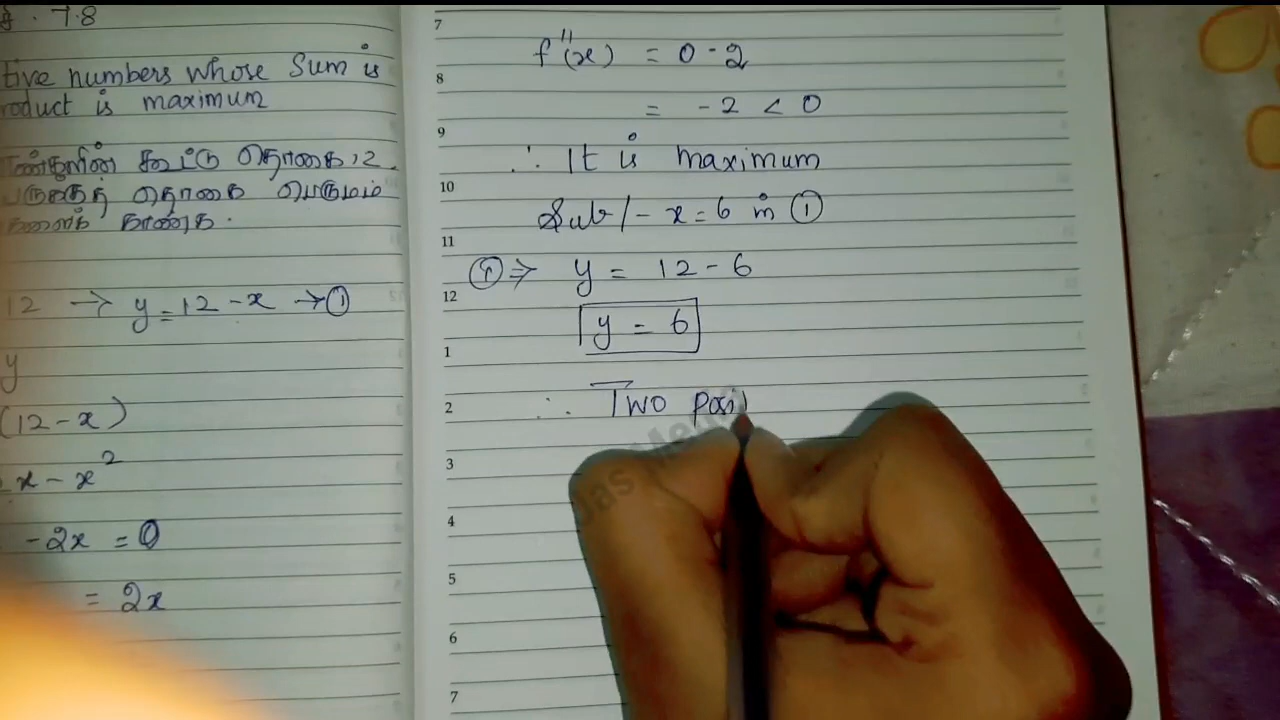 . 7.8
tive numbers whose Sum is
roduct is maximum
கூட்டு தொகை 12
தொகை பெருமம்
காண்க.
12 → y = 12 - x → ①
y
(12 - x)
x - x²
- 2x = 0
= 2x
7
f''(x) = 0 - 2
8
= - 2 < 0
9
∴ It is maximum
10
Sub/- x = 6 in ①
11
① ⇒ y = 12 - 6
12
y = 6
1
2
∴ Two posi
3
4
5
6
7